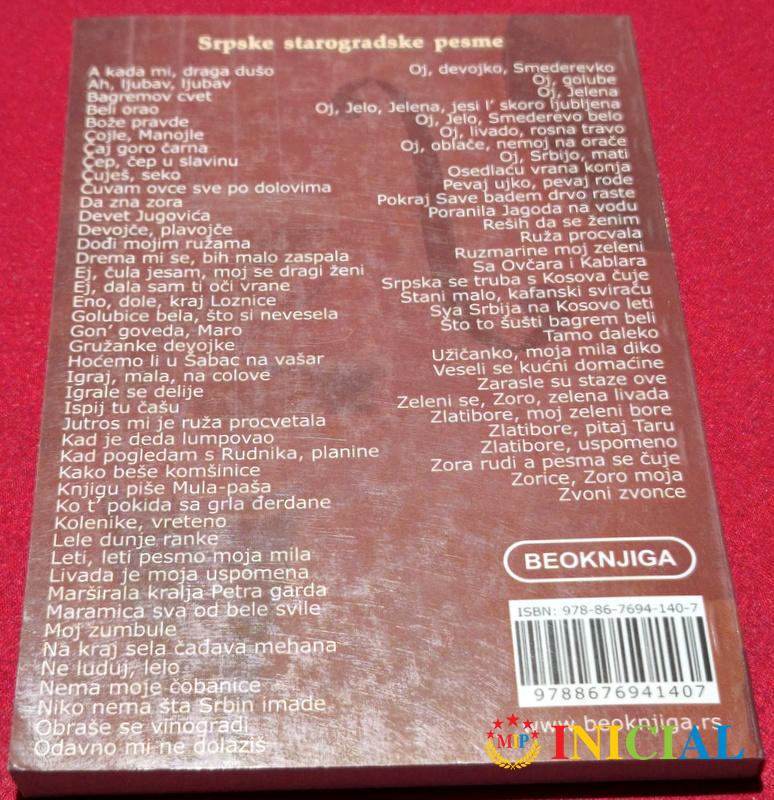 Srpske starogradske pesme
A kada mi, draga dušo
Ah, ljubav, ljubav
Bagremov cvet
Beli orao
Bože pravde
Cojle, Manojle
Čaj goro čarna
Čep, čep u slavinu
Čuješ, seko
Čuvam ovce sve po dolovima
Da zna zora
Devet Jugovića
Devojče, plavojče
Dođi mojim ružama
Drema mi se, bih malo zaspala
Ej, čula jesam, moj se dragi ženi
Ej, dala sam ti oči vrane
Eno, dole, kraj Loznice
Golubice bela, što si nevesela
Gon' goveda, Maro
Gružanke devojke
Hoćemo li u Šabac na vašar
Igraj, mala, na colove
Igrale se delije
Ispij tu čašu
Jutros mi je ruža procvetala
Kad je deda lumpovao
Kad pogledam s Rudnika, planine
Kako beše komšinice
Knjigu piše Mula-paša
Ko t' pokida sa grla đerdane
Kolenike, vreteno
Lele dunje ranke
Leti, leti pesmo moja mila
Livada je moja uspomena
Marširala kralja Petra garda
Maramica sva od bele svile
Moj zumbule
Na kraj sela čađava mehana
Ne luduj, lelo
Nema moje čobanice
Niko nema šta Srbin imade
Obraše se vinogradi
Odavno mi ne dolaziš
Oj, devojko, Smederevko
Oj, golube
Oj, Jelena
Oj, Jelo, Jelena, jesi l' skoro ljubljena
Oj, Jelo, Smederevo belo
Oj, livado, rosna travo
Oj, oblače, nemoj na orače
Oj, Srbijo, mati
Osedlaću vrana konja
Pevaj ujko, pevaj rode
Pokraj Save badem drvo raste
Poranila Jagoda na vodu
Reših da se ženim
Ruža procvala
Ruzmarine moj zeleni
Sa Ovčara i Kablara
Srpska se truba s Kosova čuje
Stani malo, kafanski sviraču
Sva Srbija na Kosovo leti
Što to šušti bagrem beli
Tamo daleko
Užičanko, moja mila diko
Veseli se kućni domaćine
Zarasle su staze ove
Zeleni se, Zoro, zelena livada
Zlatibore, moj zeleni bore
Zlatibore, pitaj Taru
Zlatibore, uspomeno
Zora rudi a pesma se čuje
Zorice, Zoro moja
Zvoni zvonce
BEOKNJIGA
ISBN: 978-86-7694-140-7
9788676941407
www.beoknjiga.rs
MIP INICIAL